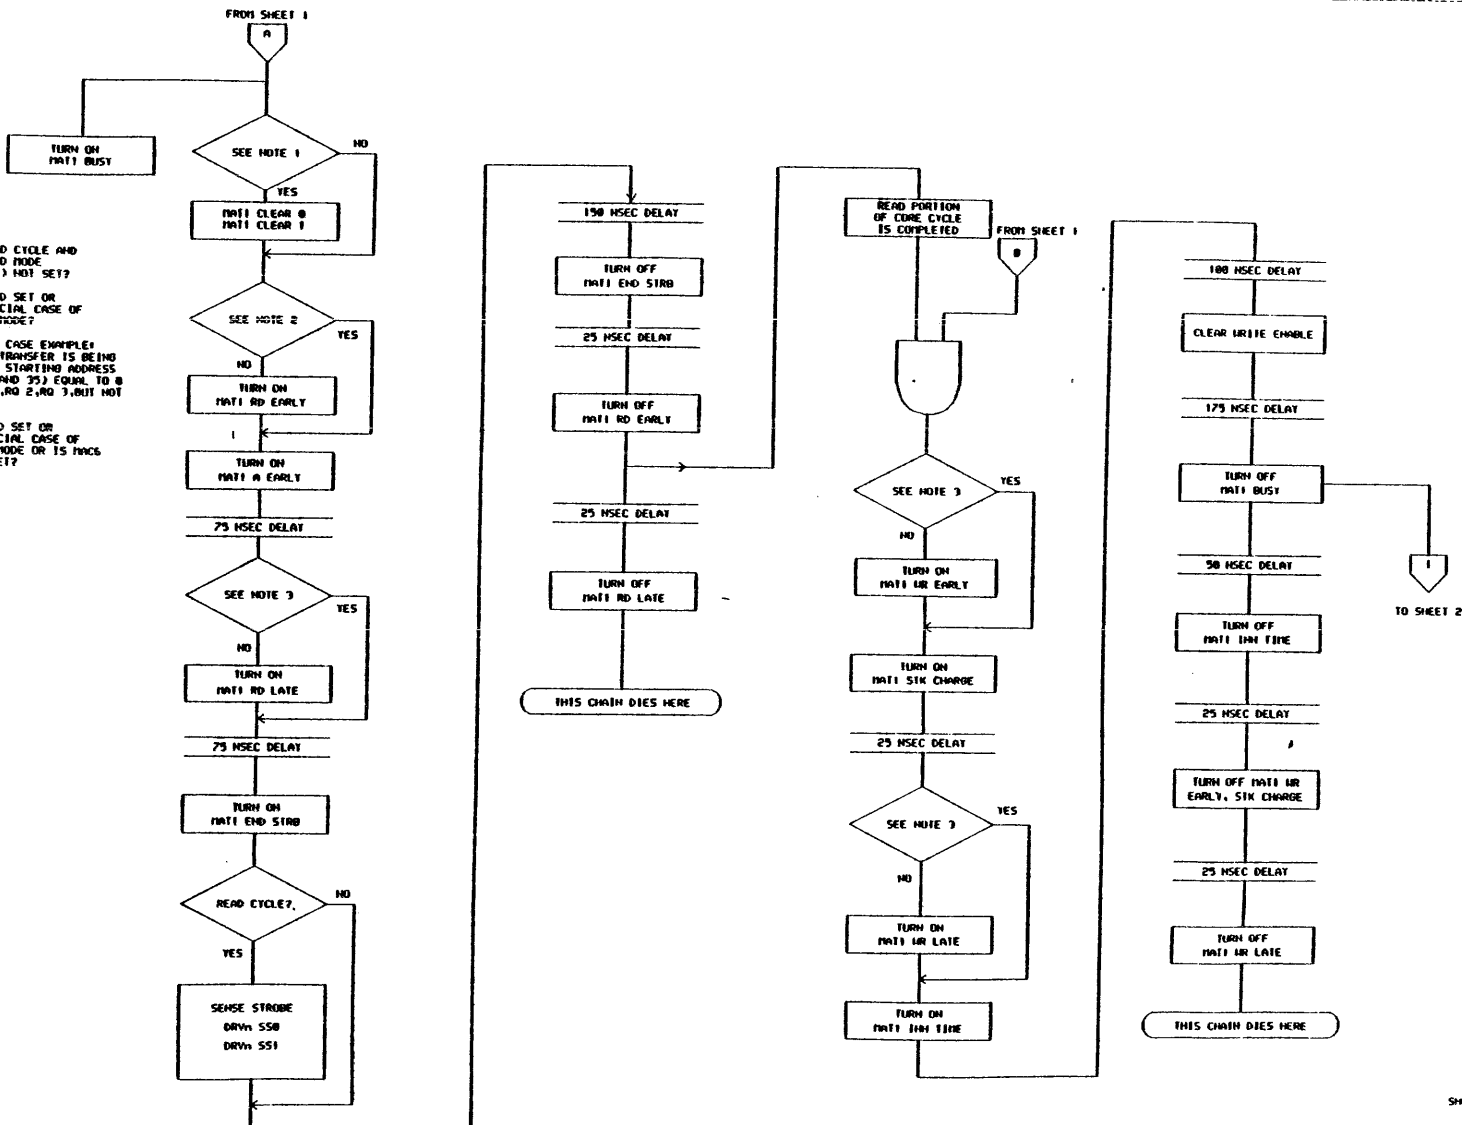 FROM SHEET 1
A
TURN ON
MAT1 BUSY
SEE NOTE 1
NO
YES
MAT1 CLEAR 0
MAT1 CLEAR 1
D CYCLE AND
D MODE
) NOT SET?
D SET OR
CIAL CASE OF
MODE?
CASE EXAMPLE:
TRANSFER IS BEING
STARTING ADDRESS
AND 35) EQUAL TO 0
,RQ 2,RQ 3,BUT NOT
D SET OR
CIAL CASE OF
MODE OR IS MAC6
ET?
SEE NOTE 2
YES
NO
TURN ON
MAT1 RD EARLY
TURN ON
MAT1 A EARLY
75 NSEC DELAY
SEE NOTE 3
YES
NO
TURN ON
MAT1 RD LATE
75 NSEC DELAY
TURN ON
MAT1 END STRB
READ CYCLE?
NO
YES
SENSE STROBE
DRVn SS0
DRVn SS1
150 NSEC DELAY
TURN OFF
MAT1 END STRB
25 NSEC DELAY
TURN OFF
MAT1 RD EARLY
25 NSEC DELAY
TURN OFF
MAT1 RD LATE
THIS CHAIN DIES HERE
READ PORTION
OF CORE CYCLE
IS COMPLETED
FROM SHEET 1
B
SEE NOTE 3
YES
NO
TURN ON
MAT1 WR EARLY
TURN ON
MAT1 STK CHARGE
25 NSEC DELAY
SEE NOTE 3
YES
NO
TURN ON
MAT1 WR LATE
TURN ON
MAT1 INH TIME
100 NSEC DELAY
CLEAR WRITE ENABLE
175 NSEC DELAY
TURN OFF
MAT1 BUSY
1
TO SHEET 2
50 NSEC DELAY
TURN OFF
MAT1 INH TIME
25 NSEC DELAY
TURN OFF MAT1 WR
EARLY, STK CHARGE
25 NSEC DELAY
TURN OFF
MAT1 WR LATE
THIS CHAIN DIES HERE